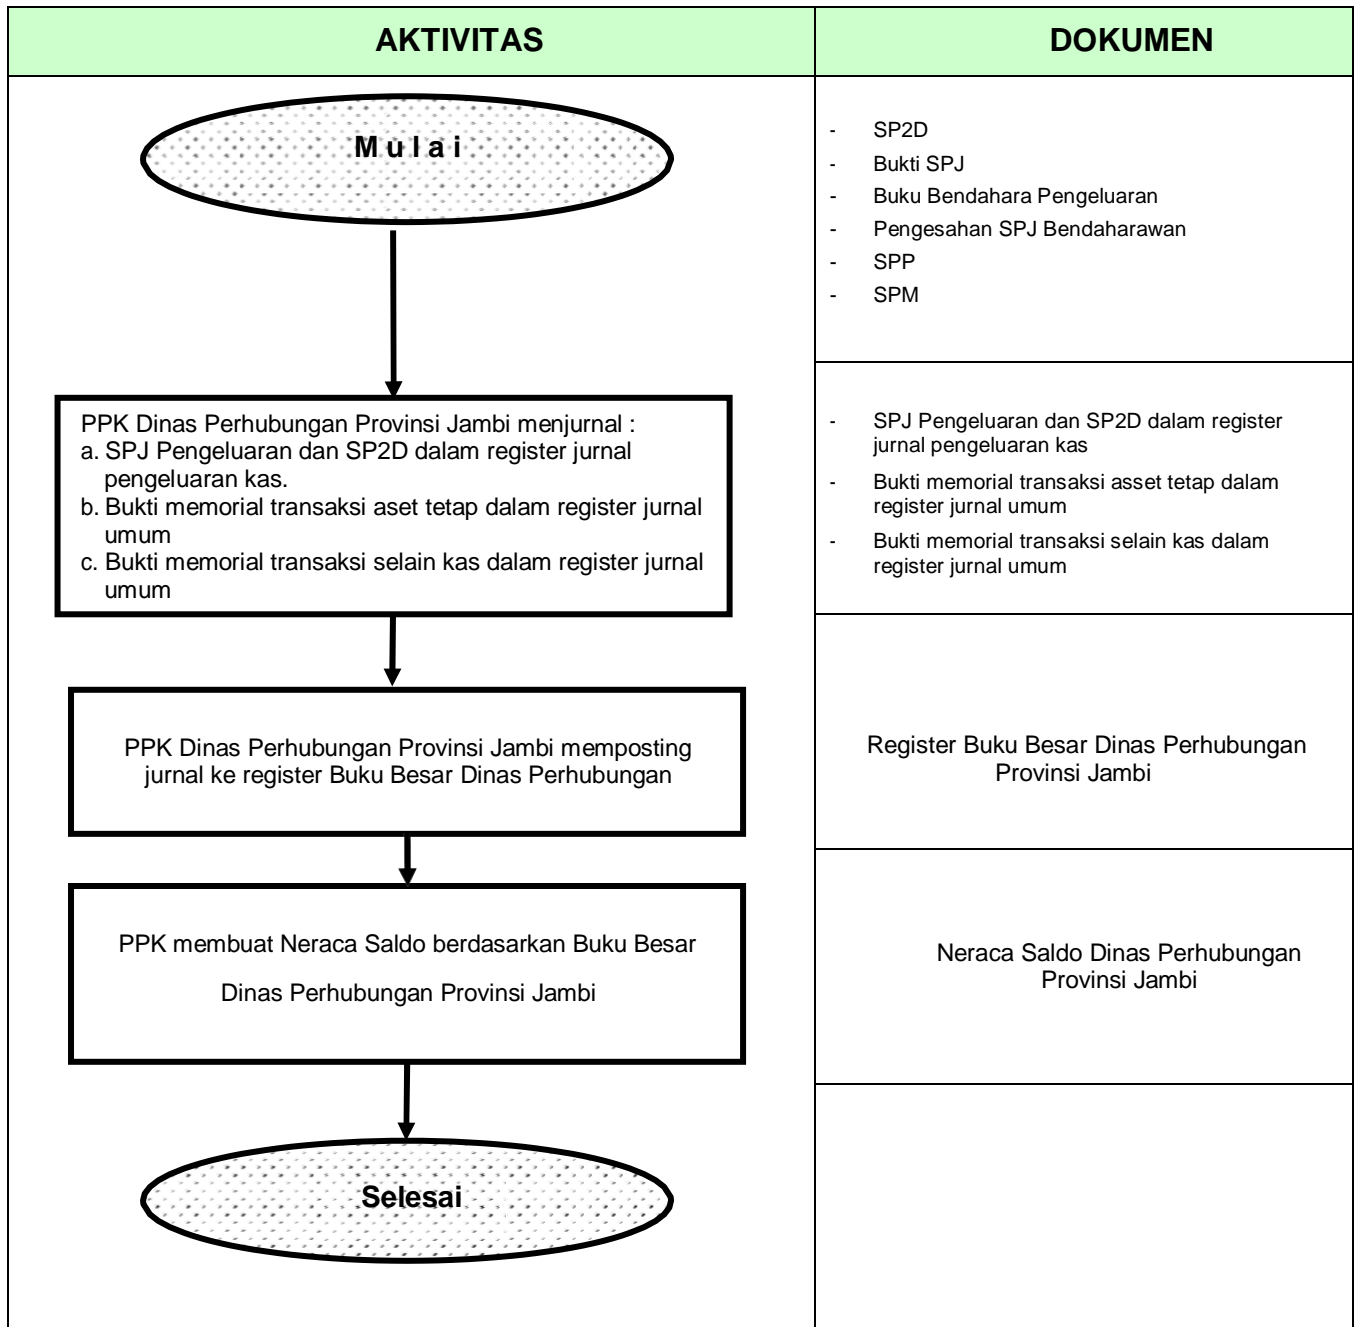 AKTIVITAS
DOKUMEN
M u l a i
- SP2D
- Bukti SPJ
- Buku Bendahara Pengeluaran
- Pengesahan SPJ Bendaharawan
- SPP
- SPM
PPK Dinas Perhubungan Provinsi Jambi menjurnal :
a. SPJ Pengeluaran dan SP2D dalam register jurnal
pengeluaran kas.
b. Bukti memorial transaksi aset tetap dalam register jurnal
umum
c. Bukti memorial transaksi selain kas dalam register jurnal
umum
- SPJ Pengeluaran dan SP2D dalam register
jurnal pengeluaran kas
- Bukti memorial transaksi asset tetap dalam
register jurnal umum
- Bukti memorial transaksi selain kas dalam
register jurnal umum
PPK Dinas Perhubungan Provinsi Jambi memposting
jurnal ke register Buku Besar Dinas Perhubungan
Register Buku Besar Dinas Perhubungan
Provinsi Jambi
PPK membuat Neraca Saldo berdasarkan Buku Besar
Dinas Perhubungan Provinsi Jambi
Neraca Saldo Dinas Perhubungan
Provinsi Jambi
Selesai